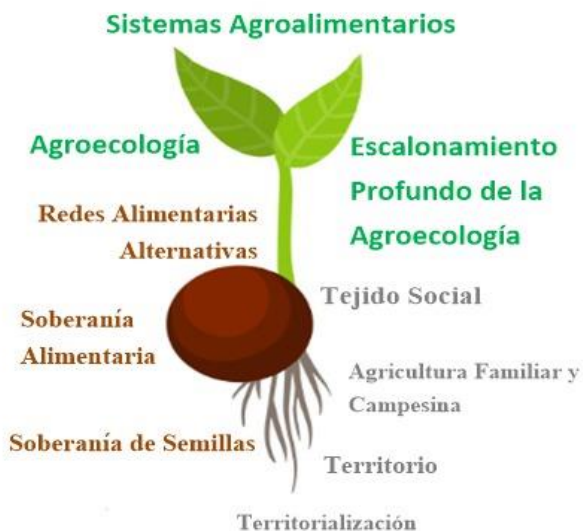 Sistemas Agroalimentarios
Agroecología
Escalonamiento
Profundo de la
Agroecología
Redes Alimentarias
Alternativas
Tejido Social
Soberanía
Alimentaria
Agricultura Familiar y
Campesina
Soberanía de Semillas
Territorio
Territorialización